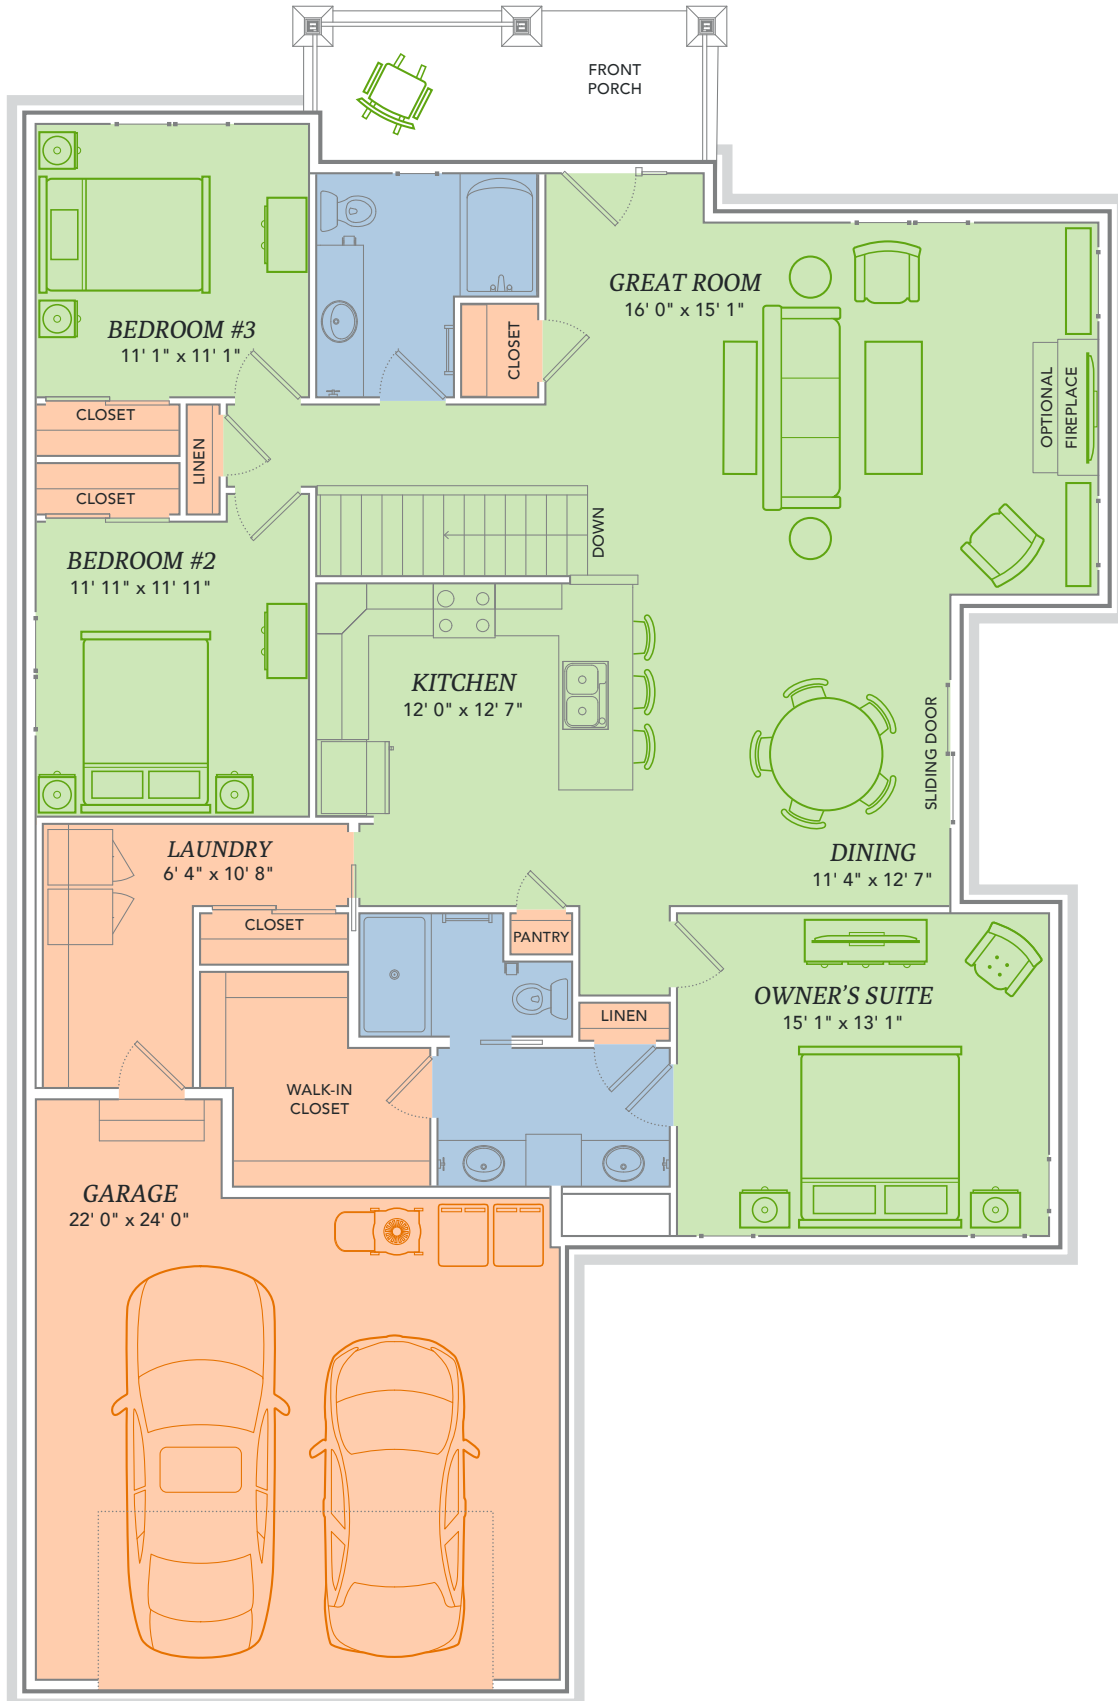 FRONT
PORCH
GREAT ROOM
16' 0" x 15' 1"
BEDROOM #3
11' 1" x 11' 1"
CLOSET
OPTIONAL
FIREPLACE
CLOSET
LINEN
CLOSET
DOWN
BEDROOM #2
11' 11" x 11' 11"
KITCHEN
12' 0" x 12' 7"
SLIDING DOOR
LAUNDRY
6' 4" x 10' 8"
DINING
11' 4" x 12' 7"
CLOSET
PANTRY
OWNER'S SUITE
15' 1" x 13' 1"
LINEN
WALK-IN
CLOSET
GARAGE
22' 0" x 24' 0"